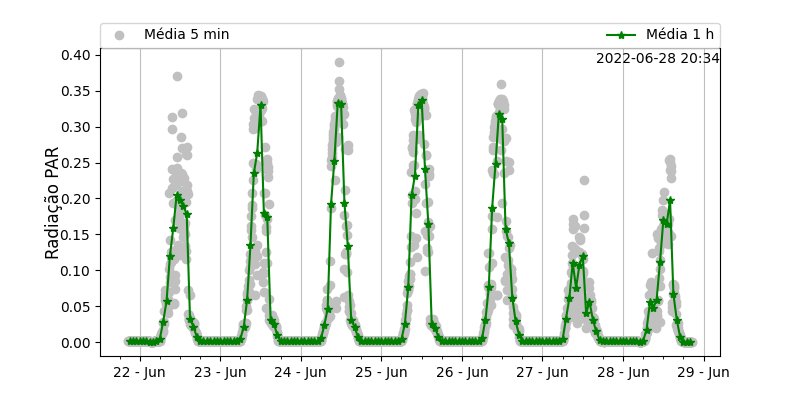 Média 5 min
Média 1 h
2022-06-28 20:34
Radiação PAR
0.40
0.35
0.30
0.25
0.20
0.15
0.10
0.05
0.00
22 - Jun
23 - Jun
24 - Jun
25 - Jun
26 - Jun
27 - Jun
28 - Jun
29 - Jun